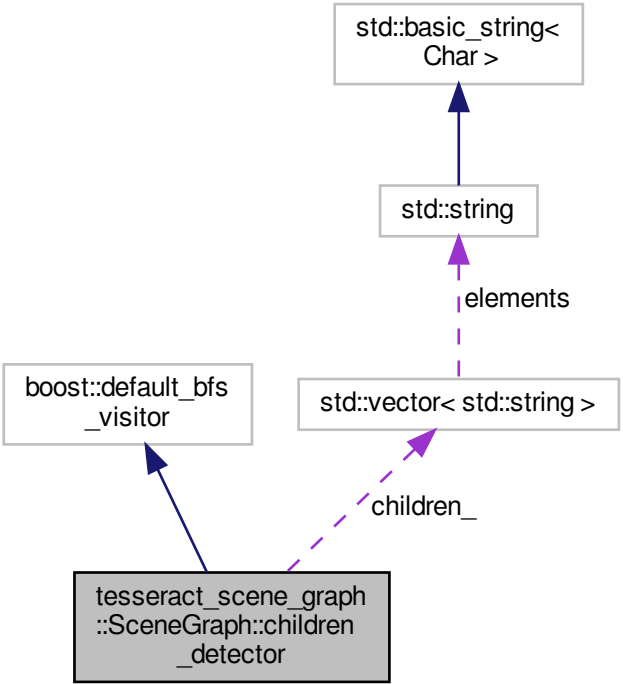 std::basic_string<
Char >
std::string
elements
boost::default_bfs
_visitor
std::vector< std::string >
children_
tesseract_scene_graph
::SceneGraph::children
_detector